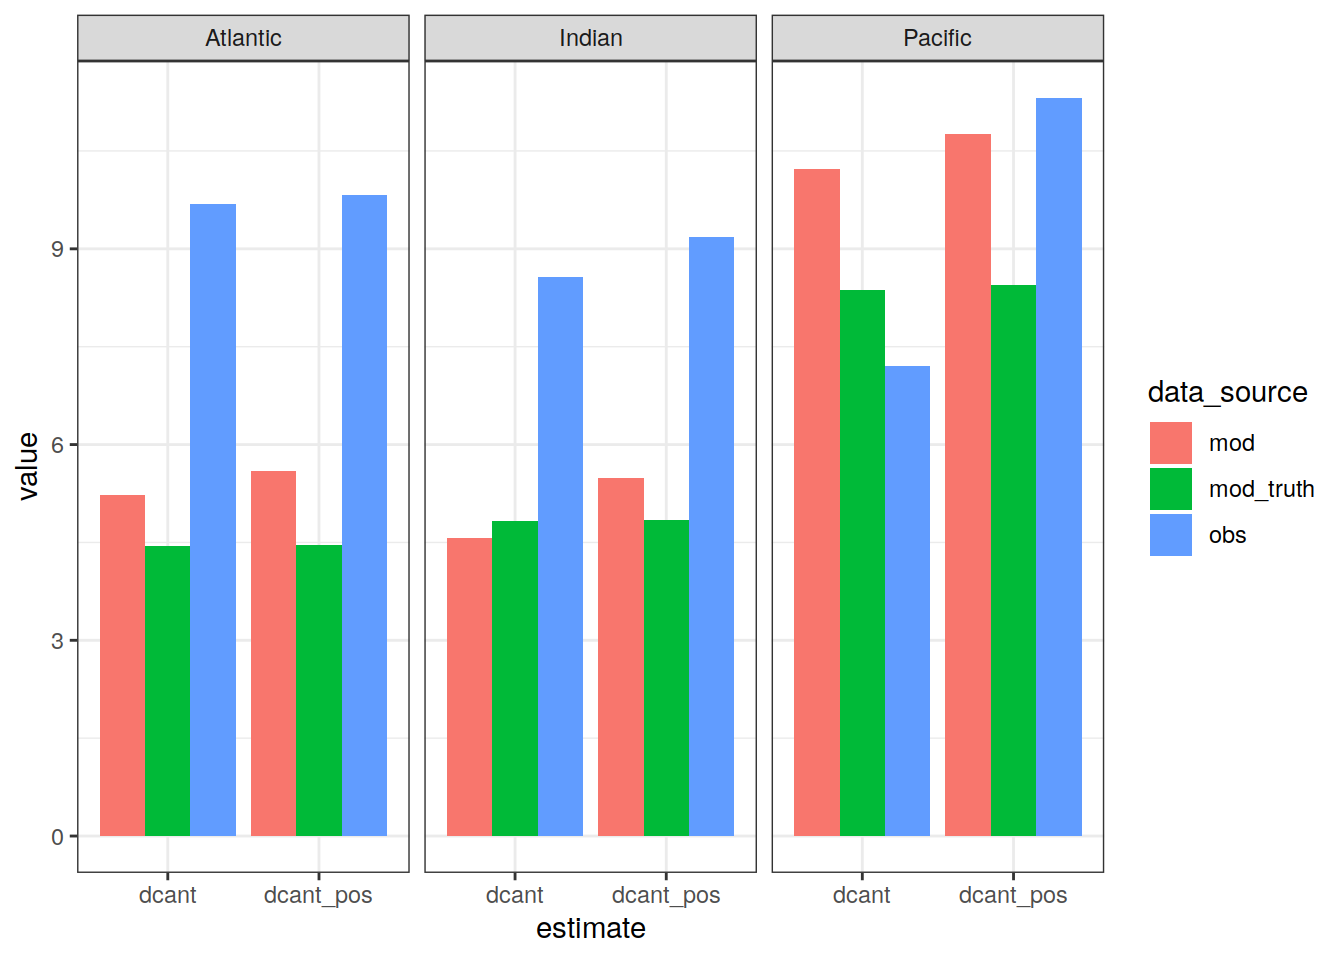 Atlantic Indian Pacific
value
9
6
3
0
dcant dcant_pos dcant dcant_pos dcant dcant_pos
estimate
data_source
mod
mod_truth
obs